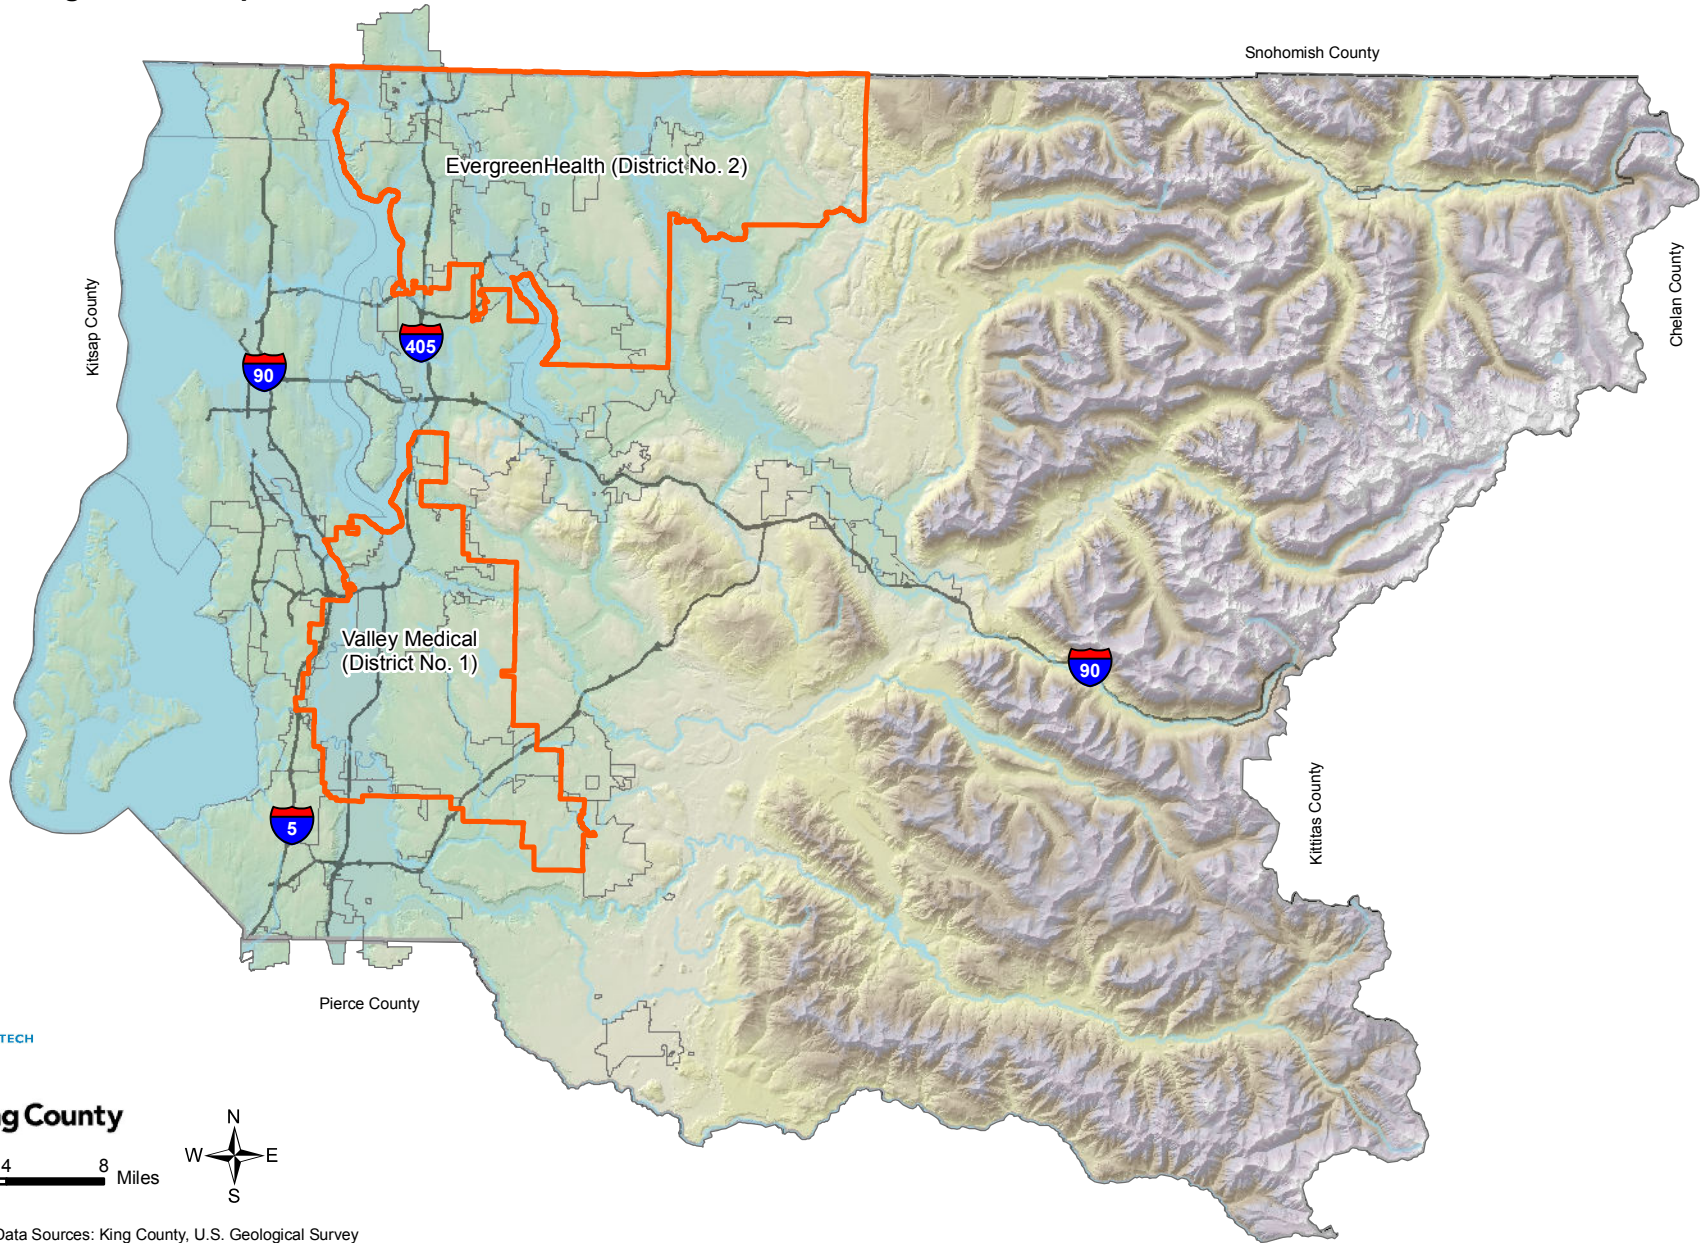 Snohomish County
EvergreenHealth (District No. 2)
Kitsap County
Chelan County
405
90
Valley Medical
(District No. 1)
90
5
Kittitas County
Pierce County
TECH
g County
N
W E
S
4 8 Miles
Data Sources: King County, U.S. Geological Survey